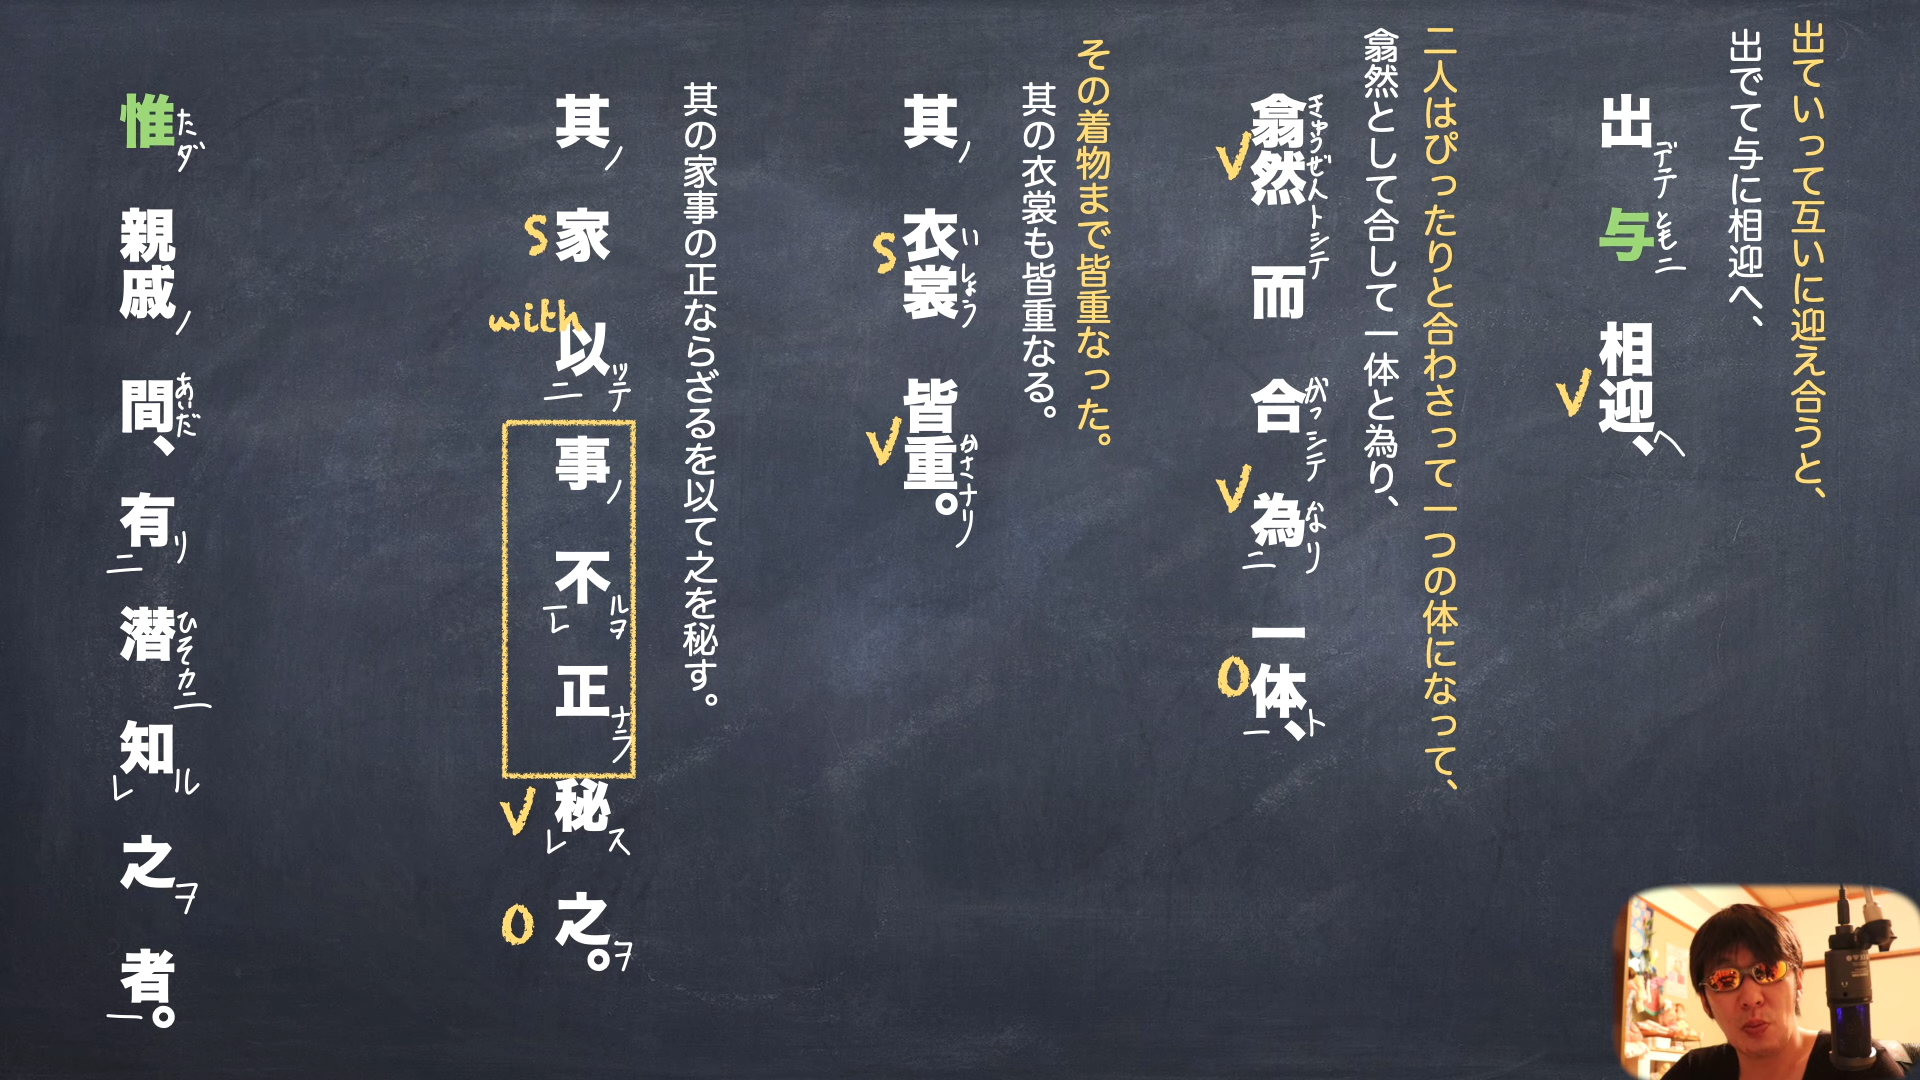 出ていって互いに迎え合うと、
出でて与に相迎へ、
出デテ 与ともニ 相迎ヘ、
V
二人はぴったりと合わさって一つの体になって、
翕然として合して一体と為り、
翕然きゅうぜんトシテ 而 合がっシテ 為なリ二 一体ト一、
V V O
その着物まで皆重なった。
其の衣裳も皆重なる。
其ノ 衣裳いしょう 皆重かさナリ。
S V
其の家事の正ならざるを以て之を秘す。
其ノ 家 以ッテ二 事ノ 不ルヲ一レ 正ナラ 秘スレ 之ヲ。
S with V O
惟たダ 親戚ノ 間あいだ、有リ二 潜ひそカニ 知ルレ 之ヲ 者一。